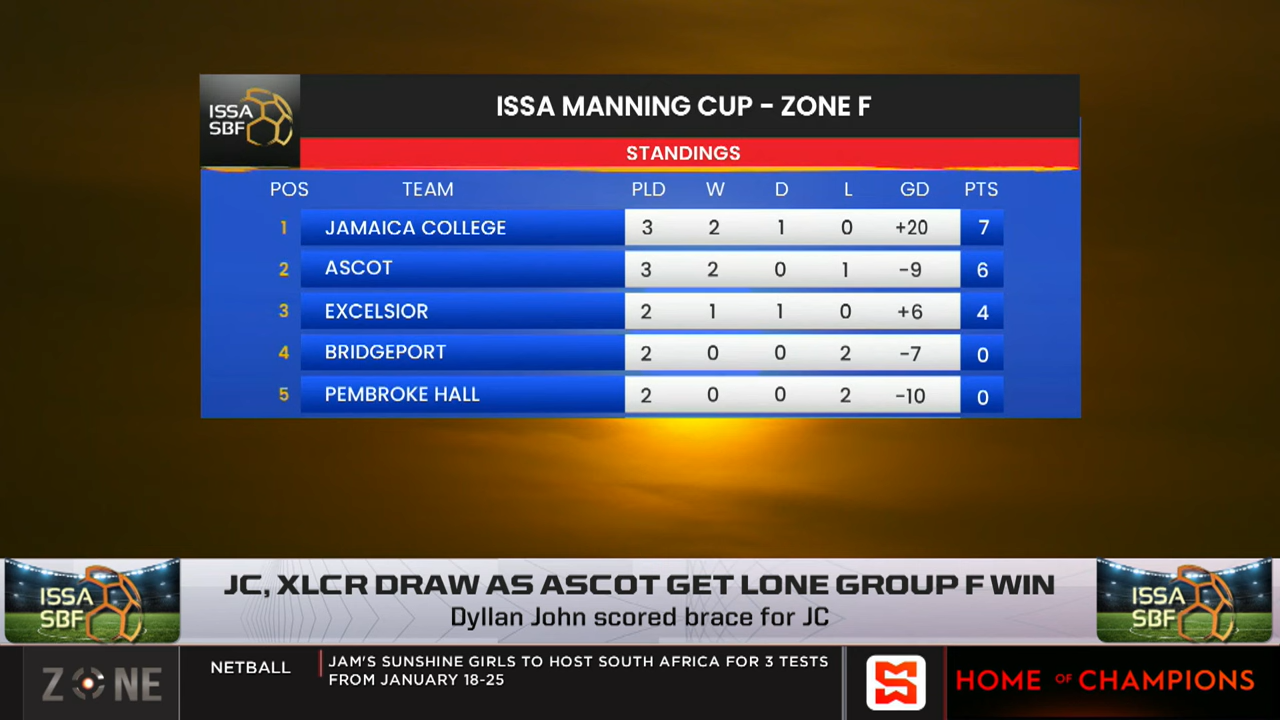 ISSA
SBF
ISSA MANNING CUP – ZONE F
STANDINGS
POS TEAM PLD W D L GD PTS
1 JAMAICA COLLEGE 3 2 1 0 +20 7
2 ASCOT 3 2 0 1 -9 6
3 EXCELSIOR 2 1 1 0 +6 4
4 BRIDGEPORT 2 0 0 2 -7 0
5 PEMBROKE HALL 2 0 0 2 -10 0
ISSA
SBF
JC, XLCR DRAW AS ASCOT GET LONE GROUP F WIN
Dyllan John scored brace for JC
ISSA
SBF
ZONE
NETBALL
JAM'S SUNSHINE GIRLS TO HOST SOUTH AFRICA FOR 3 TESTS
FROM JANUARY 18-25
HOME OF CHAMPIONS